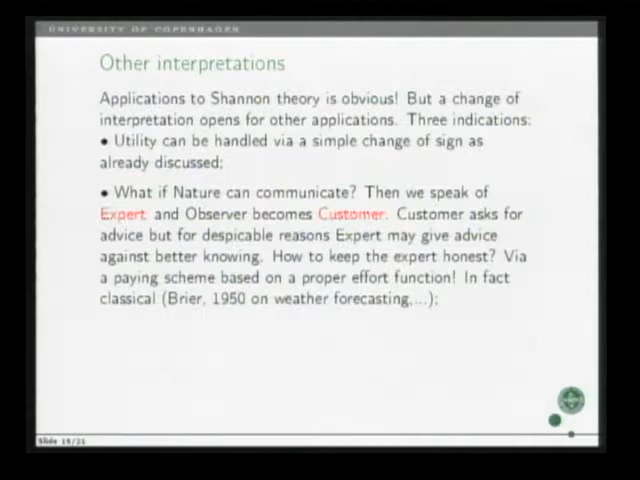 UNIVERSITY OF COPENHAGEN
Other interpretations
Applications to Shannon theory is obvious! But a change of
interpretation opens for other applications. Three indications:
• Utility can be handled via a simple change of sign as
already discussed;
• What if Nature can communicate? Then we speak of
Expert and Observer becomes Customer. Customer asks for
advice but for despicable reasons Expert may give advice
against better knowing. How to keep the expert honest? Via
a paying scheme based on a proper effort function! In fact
classical (Brier, 1950 on weather forecasting,...);
Slide 19/21